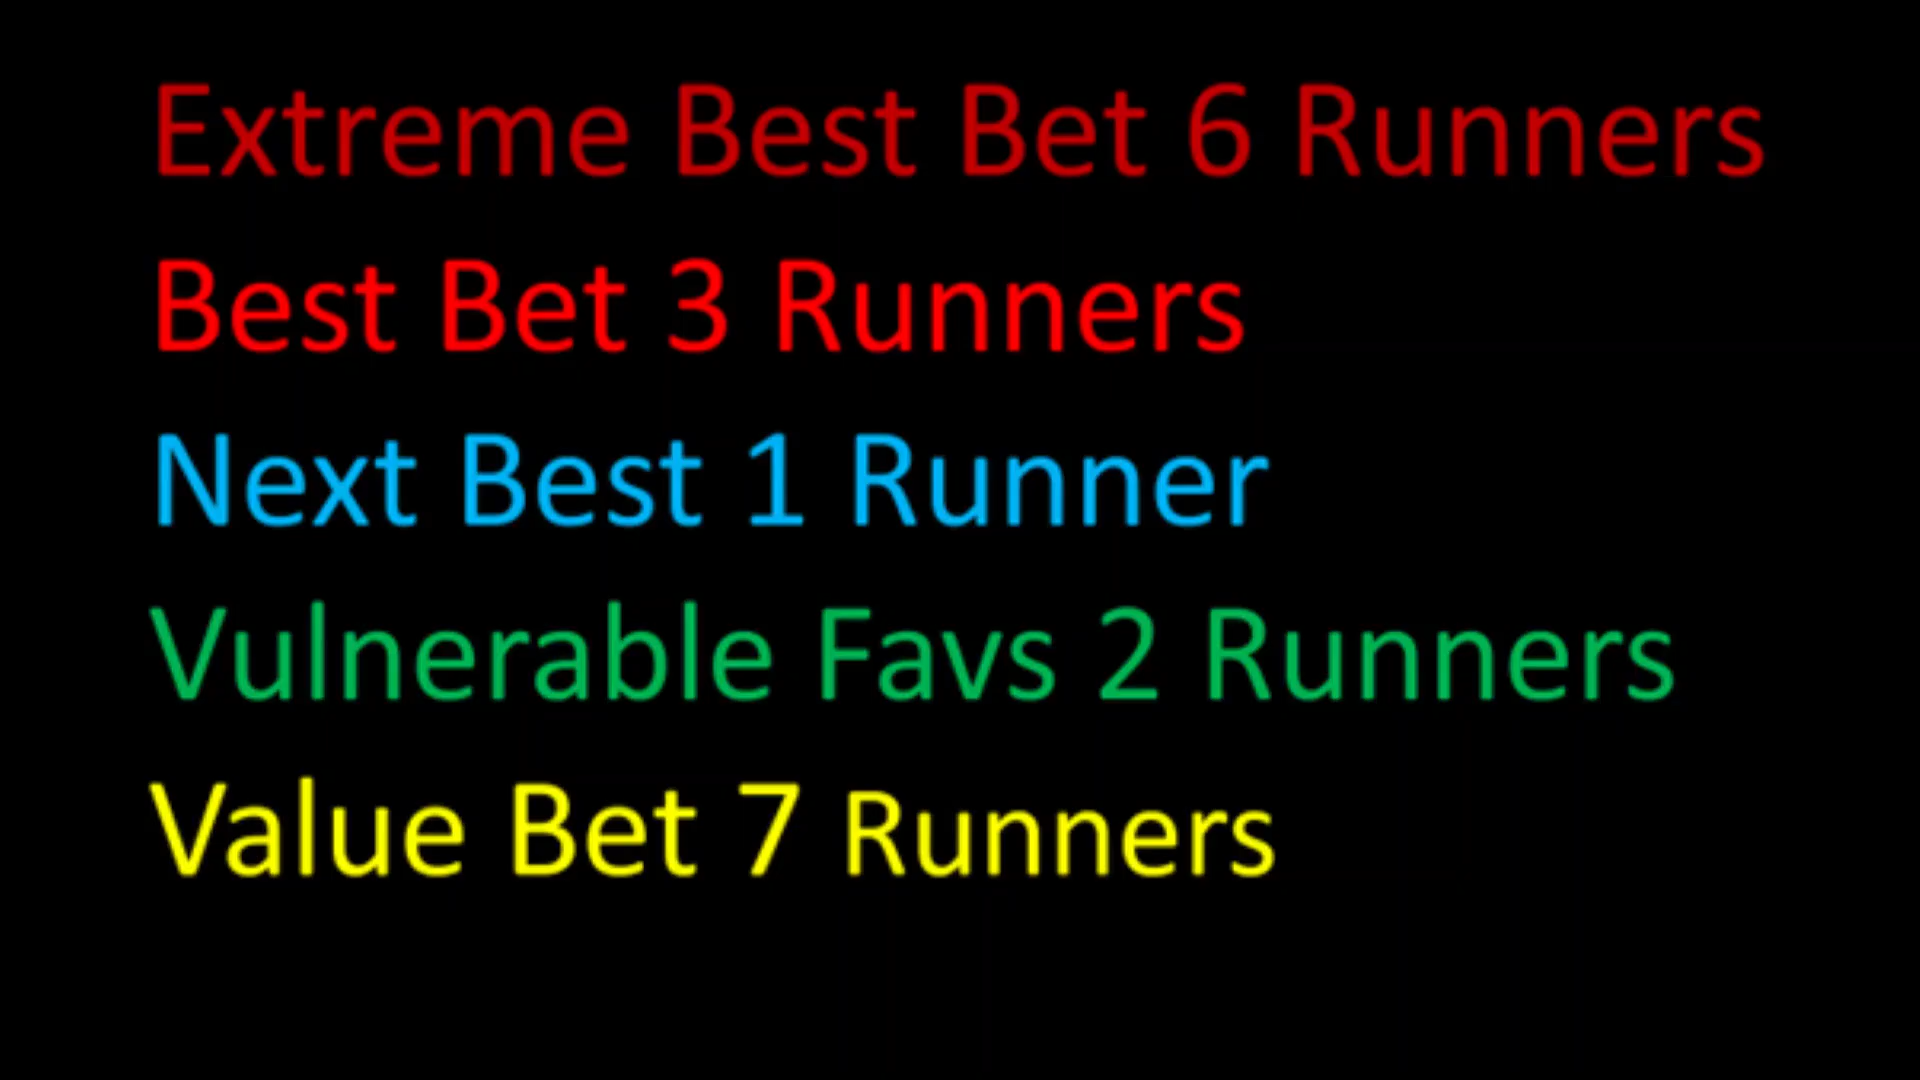 Extreme Best Bet 6 Runners
Best Bet 3 Runners
Next Best 1 Runner
Vulnerable Favs 2 Runners
Value Bet 7 Runners